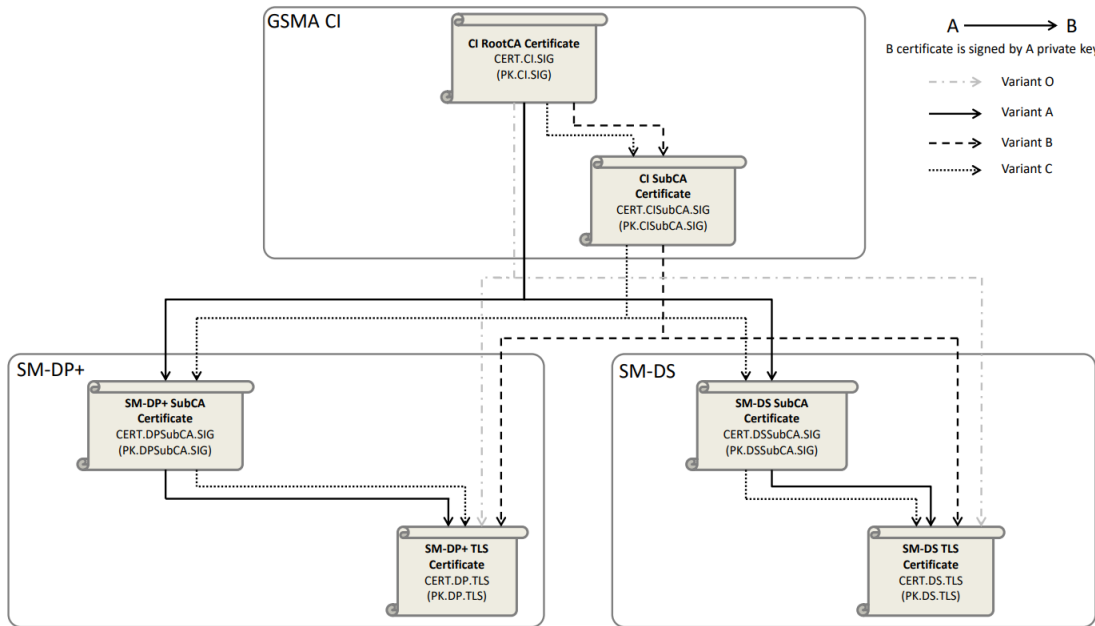 GSMA CI
CI RootCA Certificate
CERT.CI.SIG
(PK.CI.SIG)
A
B
B certificate is signed by A private key
Variant O
Variant A
Variant B
Variant C
CI SubCA
Certificate
CERT.CISubCA.SIG
(PK.CISubCA.SIG)
SM-DP+
SM-DP+ SubCA
Certificate
CERT.DPSubCA.SIG
(PK.DPSubCA.SIG)
SM-DP+ TLS
Certificate
CERT.DP.TLS
(PK.DP.TLS)
SM-DS
SM-DS SubCA
Certificate
CERT.DSSubCA.SIG
(PK.DSSubCA.SIG)
SM-DS TLS
Certificate
CERT.DS.TLS
(PK.DS.TLS)